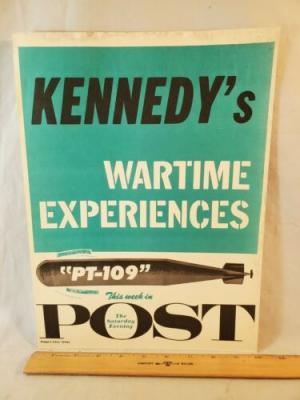 KENNEDY's
WARTIME
EXPERIENCES
"PT-109"
This week in
The
Saturday
Evening
POST